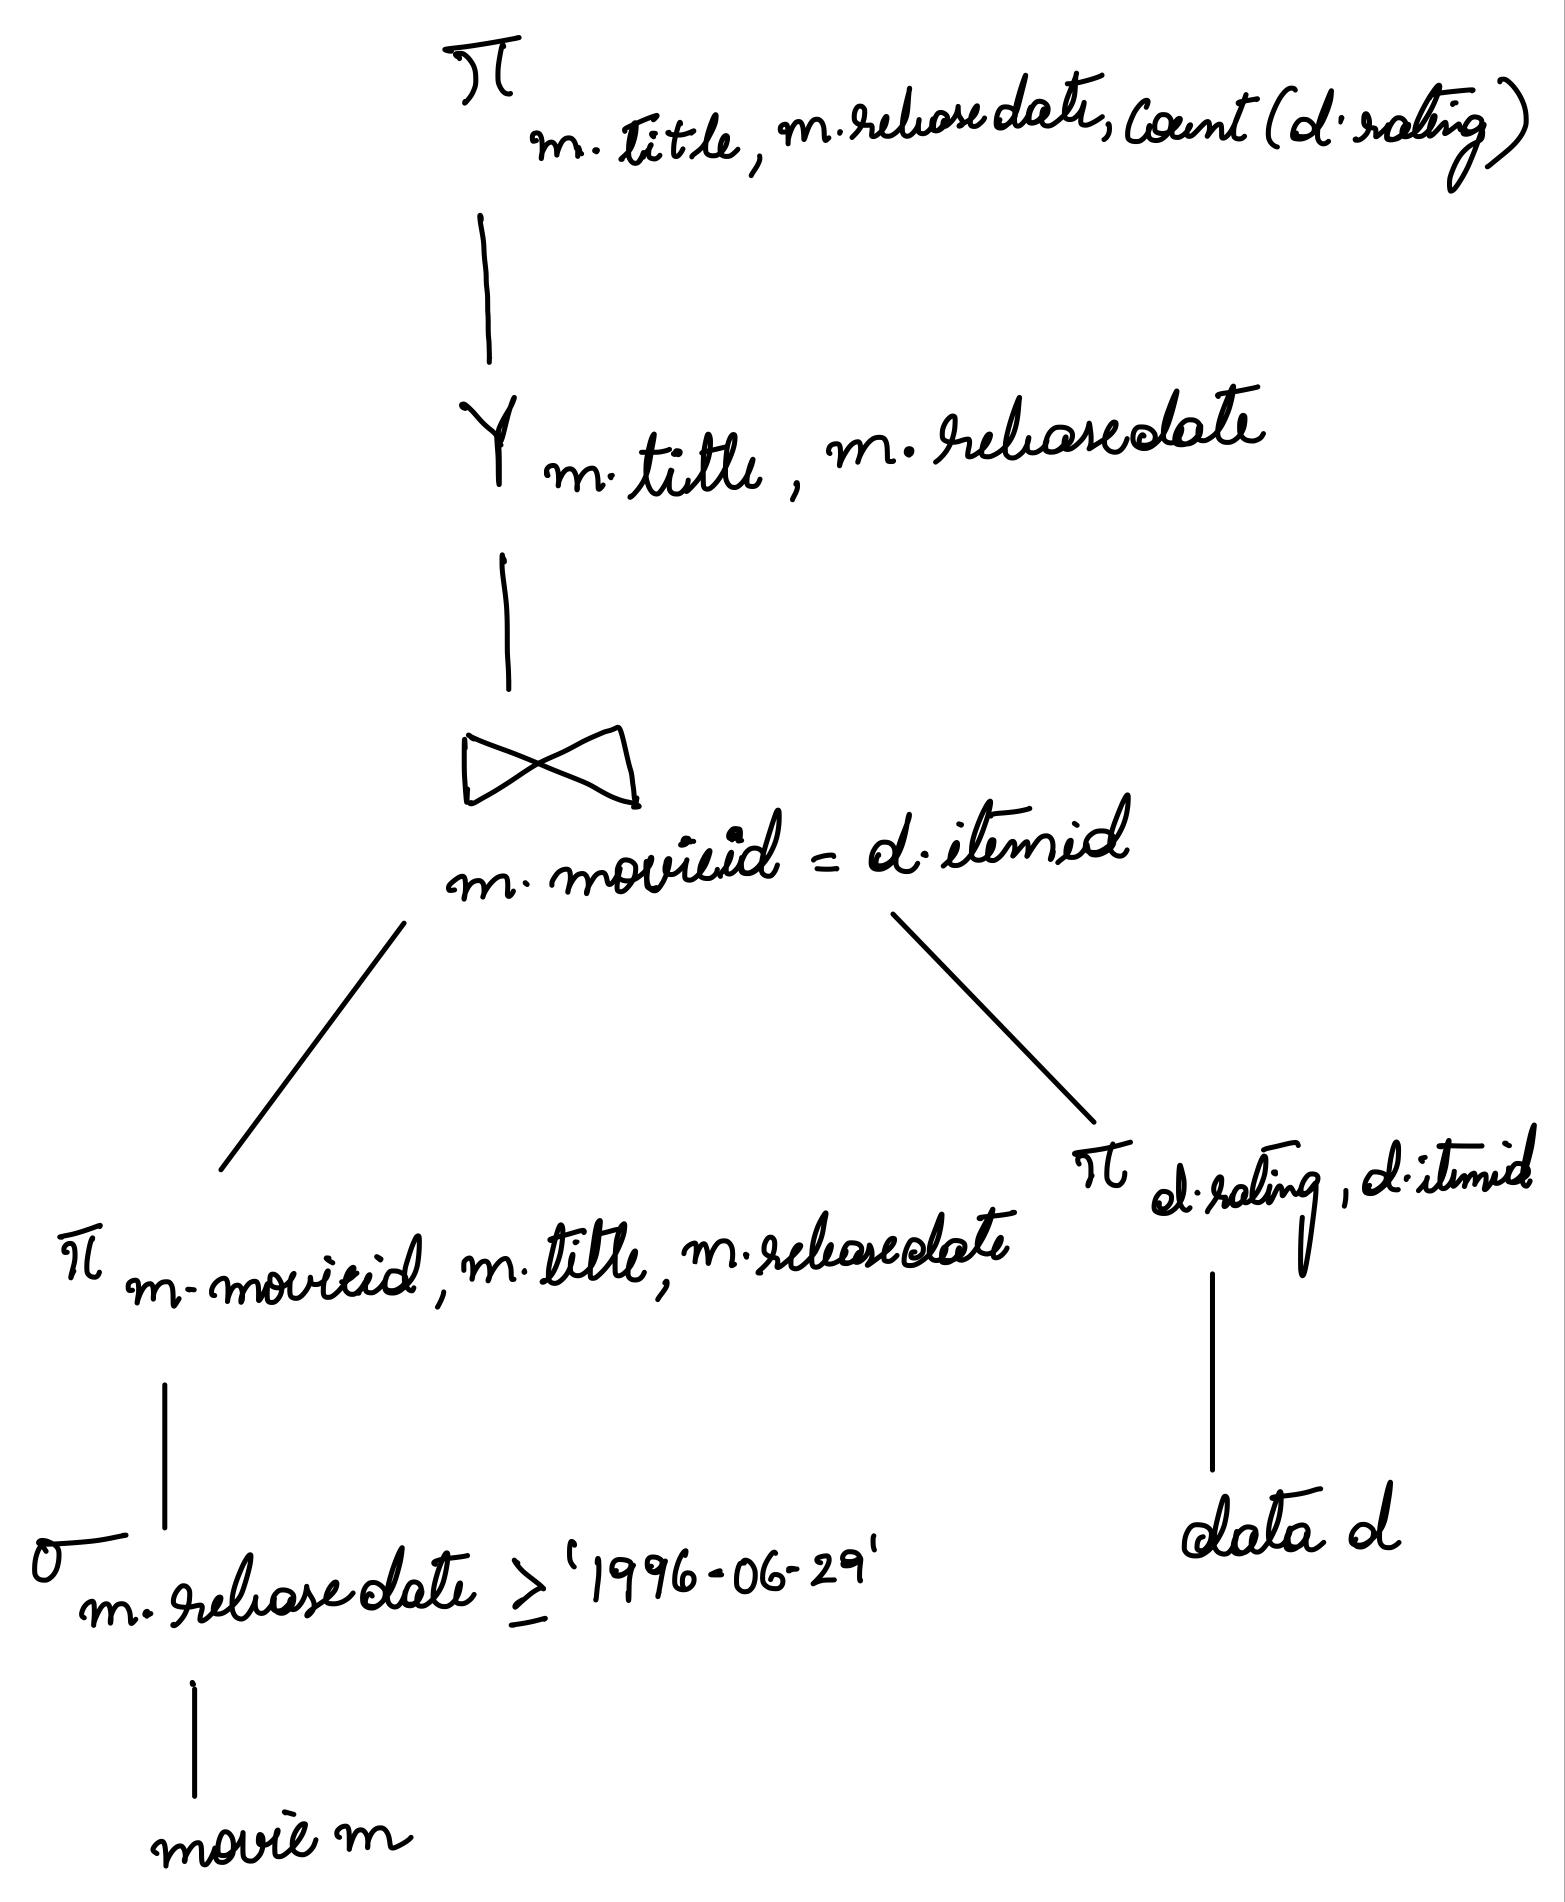 π m.title, m.releasedate, count(d.rating)
γ m.title, m.releasedate
⋈
m.movieid = d.itemid
π d.rating, d.itemid
π m.movieid, m.title, m.releasedate
σ m.releasedate ≥ '1996-06-29'
data d
movie m